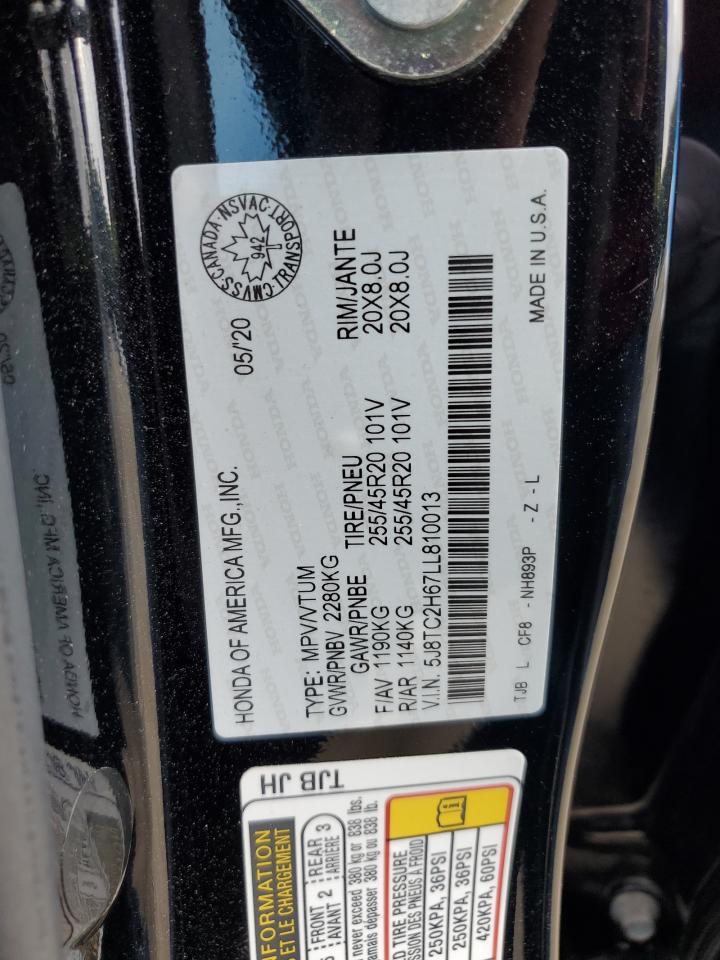 HONDA OF AMERICA MFG.,INC. 05/'20
CMVSS·CANADA·NSVAC·TRANSPORT
942
TYPE: MPV/VTUM
GVWR/PNBV 2280KG
GAWR/PNBE TIRE/PNEU RIM/JANTE
F/AV 1190KG 255/45R20 101V 20X8.0J
R/AR 1140KG 255/45R20 101V 20X8.0J
V.I.N. 5J8TC2H67LL810013
TJB L CF8 - NH893P - Z - L MADE IN U.S.A.
TJB JH
INFORMATION
ET LE CHARGEMENT
FRONT 2 REAR 3
AVANT 2 ARRIÈRE 3
never exceed 380 kg or 838 lbs.
jamais dépasser 380 kg ou 838 lb.
TIRE PRESSURE
DES PNEUS À FROID
250KPA, 36PSI
250KPA, 36PSI
420KPA, 60PSI